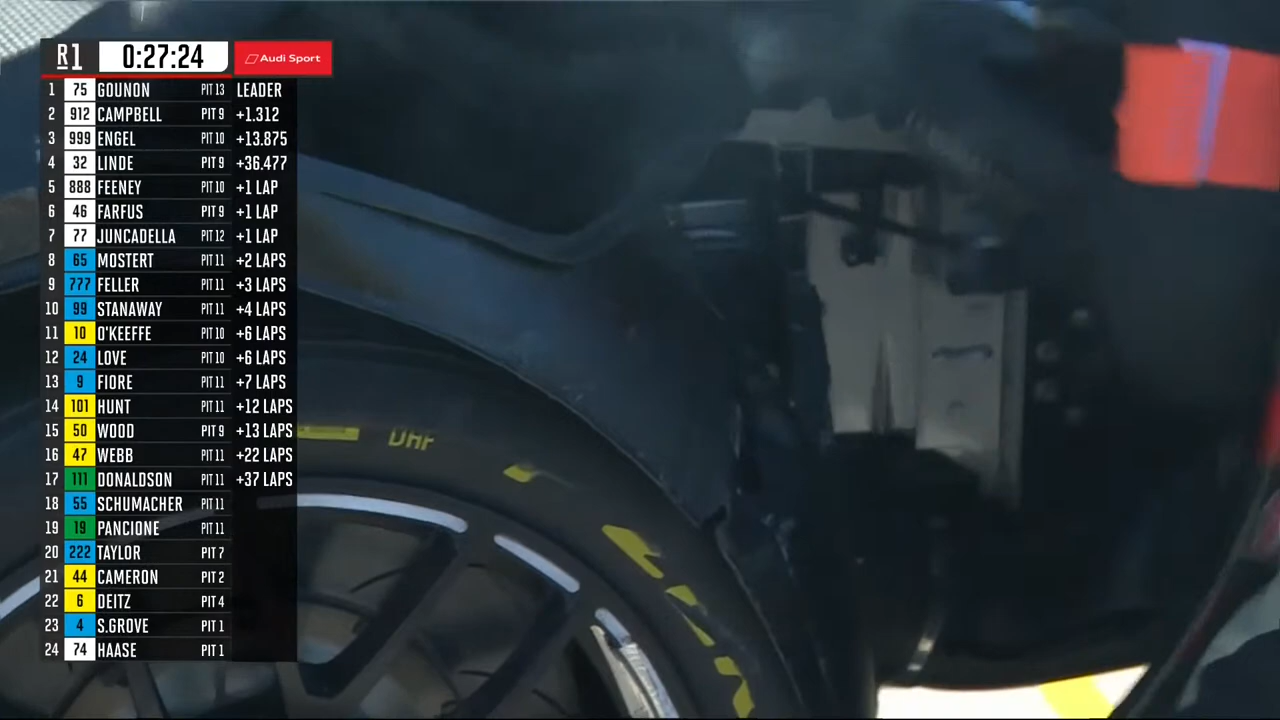 R1 0:27:24 Audi Sport
1 75 GOUNON PIT 13 LEADER
2 912 CAMPBELL PIT 9 +1.312
3 999 ENGEL PIT 10 +13.875
4 32 LINDE PIT 9 +36.477
5 888 FEENEY PIT 10 +1 LAP
6 46 FARFUS PIT 9 +1 LAP
7 77 JUNCADELLA PIT 12 +1 LAP
8 65 MOSTERT PIT 11 +2 LAPS
9 777 FELLER PIT 11 +3 LAPS
10 99 STANAWAY PIT 11 +4 LAPS
11 10 O'KEEFFE PIT 10 +6 LAPS
12 24 LOVE PIT 10 +6 LAPS
13 9 FIORE PIT 11 +7 LAPS
14 101 HUNT PIT 11 +12 LAPS
15 50 WOOD PIT 9 +13 LAPS
16 47 WEBB PIT 11 +22 LAPS
17 111 DONALDSON PIT 11 +37 LAPS
18 55 SCHUMACHER PIT 11
19 19 PANCIONE PIT 11
20 222 TAYLOR PIT 7
21 44 CAMERON PIT 2
22 6 DEITZ PIT 4
23 4 S.GROVE PIT 1
24 74 HAASE PIT 1
DHF